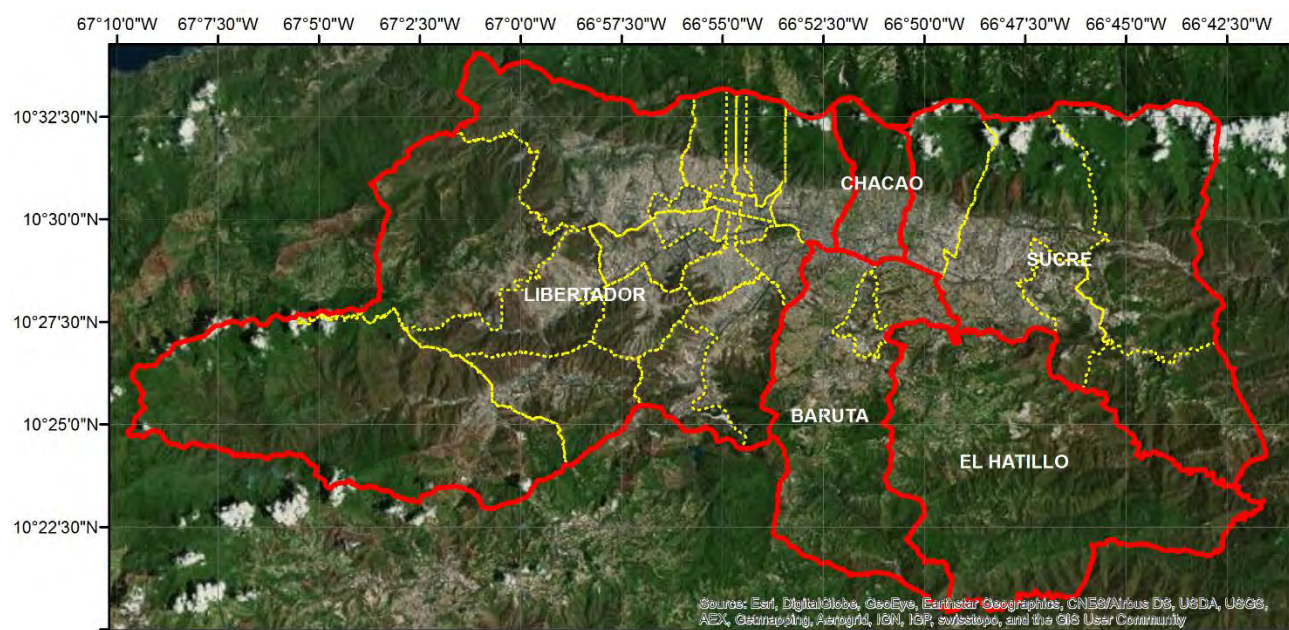 67°10'0"W 67°7'30"W 67°5'0"W 67°2'30"W 67°0'0"W 66°57'30"W 66°55'0"W 66°52'30"W 66°50'0"W 66°47'30"W 66°45'0"W 66°42'30"W
10°32'30"N
CHACAO
10°30'0"N
SUCRE
LIBERTADOR
10°27'30"N
BARUTA
10°25'0"N
EL HATILLO
10°22'30"N
Source: Esri, DigitalGlobe, GeoEye, Earthstar Geographics, CNES/Airbus DS, USDA, USGS,
AEX, Getmapping, Aerogrid, IGN, IGP, swisstopo, and the GIS User Community